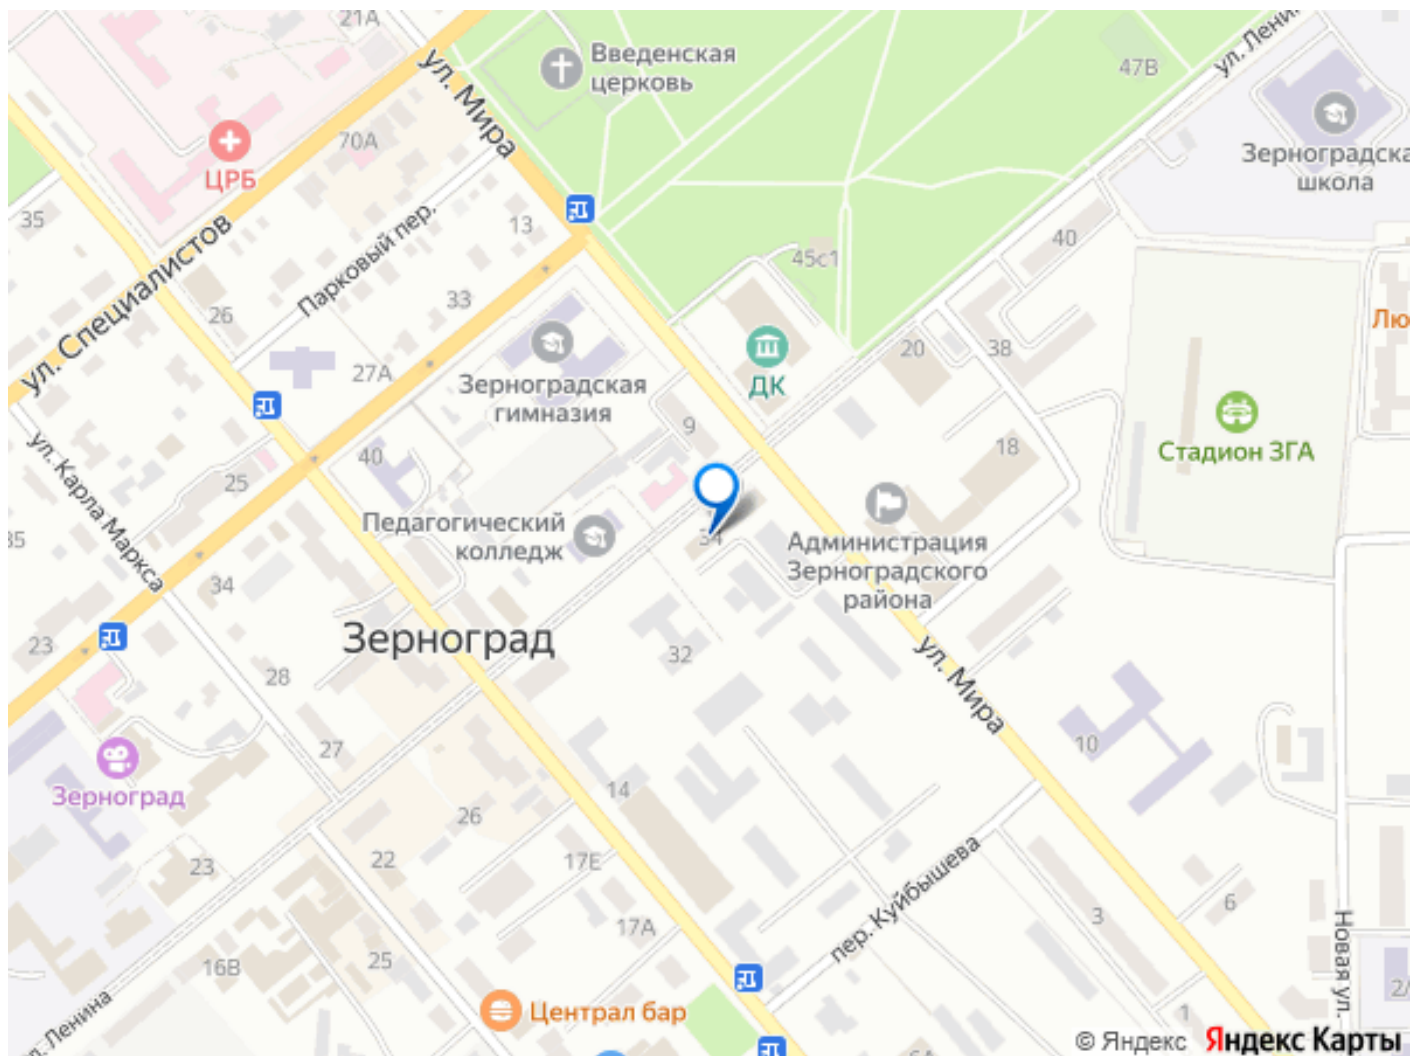 21А
ул. Мира
Введенская
церковь
47В
ул. Лени
Зерноградска
школа
70А
ЦРБ
35
Парковый пер.
13
ул. Специалистов
26
33
45с1
40
27А
Зерноградская
гимназия
ДК
20
38
Лю
9
18
Стадион ЗГА
ул. Карла Маркса
25
40
Педагогический
колледж
34
Администрация
Зерноградского
района
35
34
23
Зерноград
32
28
ул. Мира
27
10
Зерноград
14
26
22
17Е
23
пер. Куйбышева
3
6
17А
25
16В
Новая ул.
2/
л. Ленина
Централ бар
1
© Яндекс Яндекс Карты